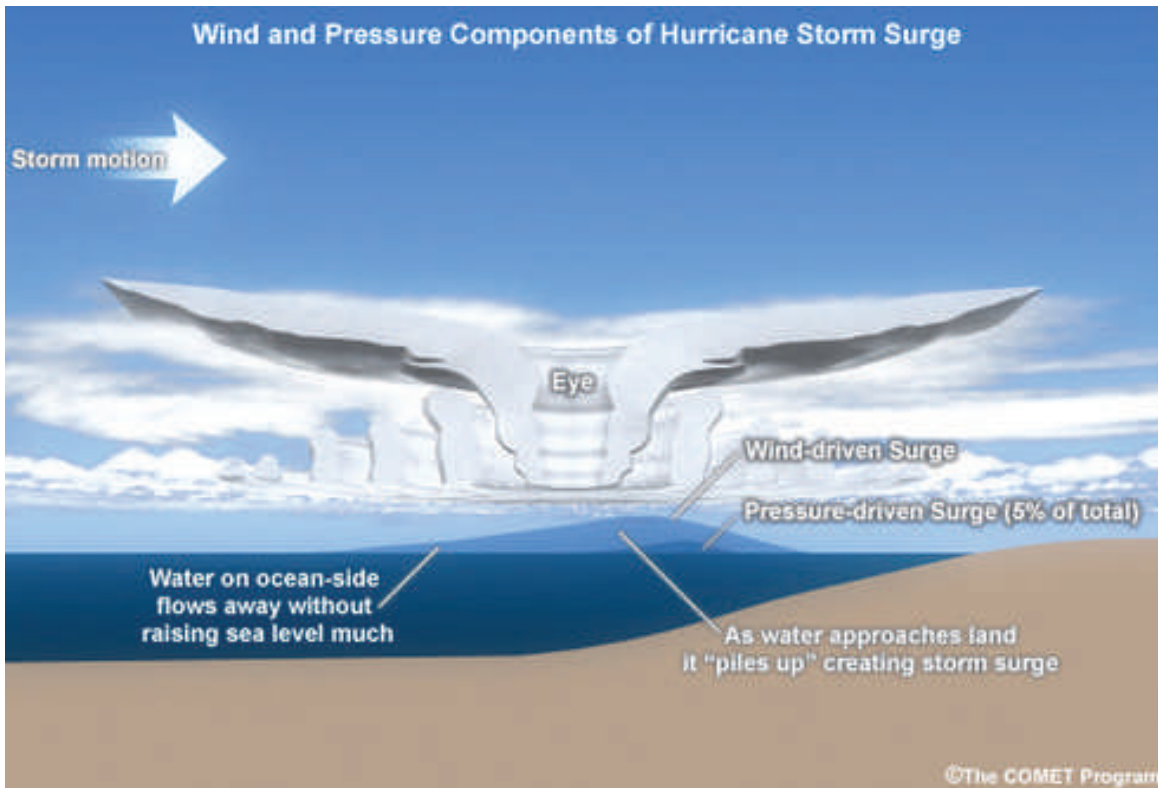 Wind and Pressure Components of Hurricane Storm Surge
Storm motion
Eye
Wind-driven Surge
Pressure-driven Surge (5% of total)
Water on ocean-side
flows away without
raising sea level much
As water approaches land
it "piles up" creating storm surge
©The COMET Program